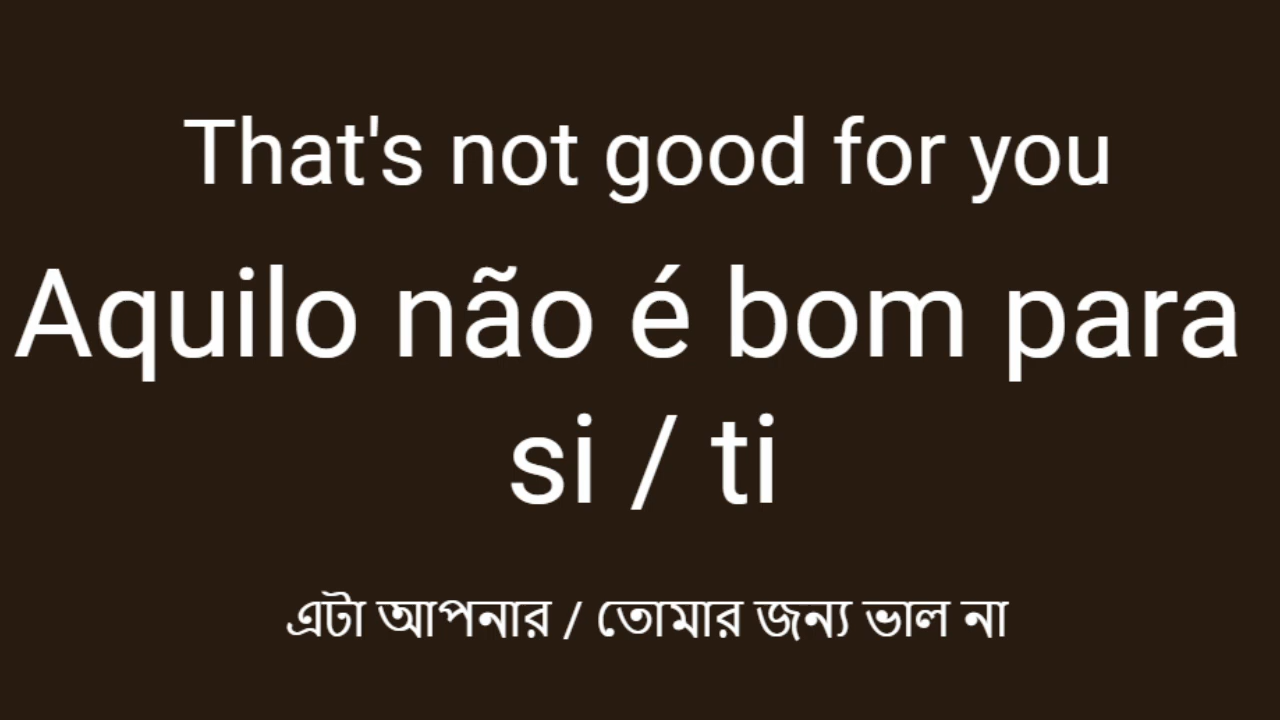 That's not good for you
Aquilo não é bom para
si / ti
এটা আপনার / তোমার জন্য ভাল না